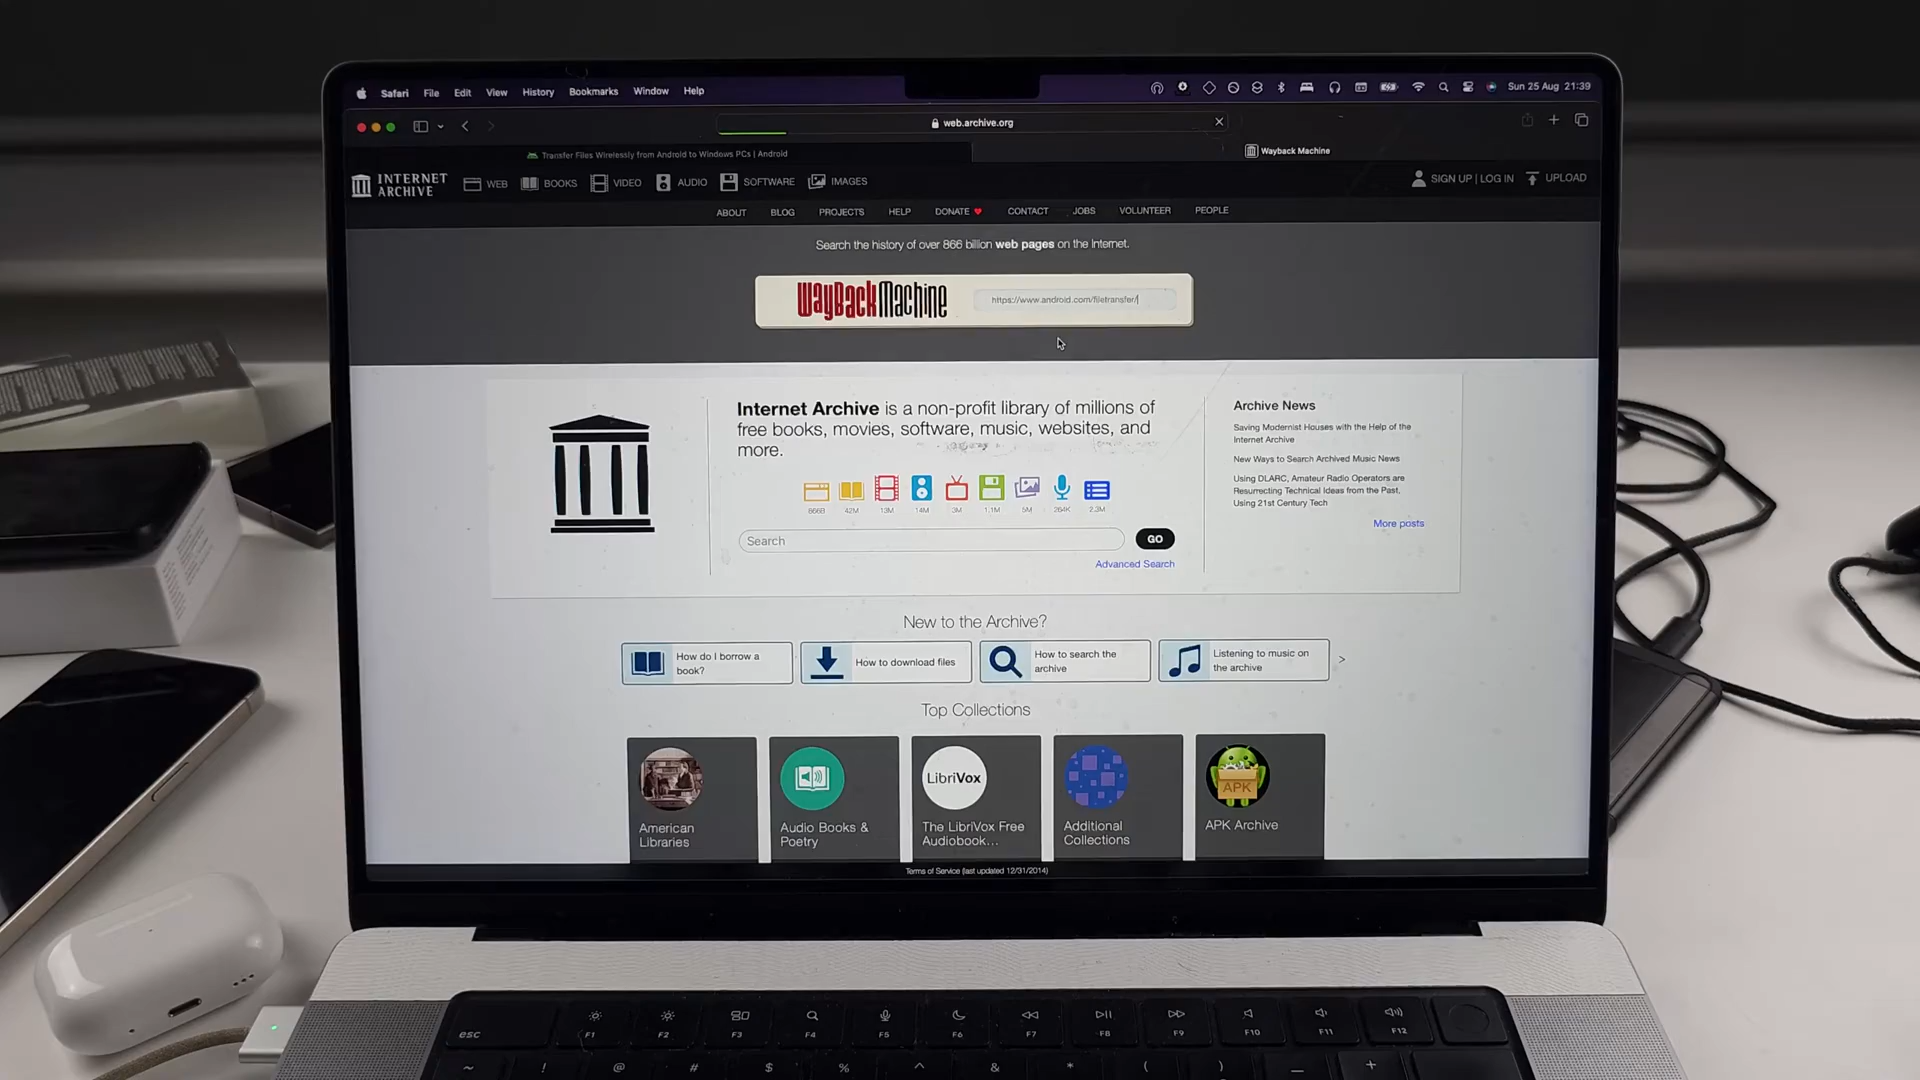 Safari File Edit View History Bookmarks Window Help Sun 25 Aug 21:39
web.archive.org
Transfer Files Wirelessly from Android to Windows PCs | Android
Wayback Machine
INTERNET
ARCHIVE
WEB BOOKS VIDEO AUDIO SOFTWARE IMAGES SIGN UP | LOG IN UPLOAD
ABOUT BLOG PROJECTS HELP DONATE CONTACT JOBS VOLUNTEER PEOPLE
Search the history of over 866 billion web pages on the Internet.
WayBackMachine https://www.android.com/filetransfer/
Internet Archive is a non-profit library of millions of
free books, movies, software, music, websites, and
more.
866B 42M 13M 14M 3M 1.1M 5M 264K 2.3M
Search GO
Advanced Search
Archive News
Saving Modernist Houses with the Help of the
Internet Archive
New Ways to Search Archived Music News
Using DLARC, Amateur Radio Operators are
Resurrecting Technical Ideas from the Past,
Using 21st Century Tech
More posts
New to the Archive?
How do I borrow a
book?
How to download files
How to search the
archive
Listening to music on
the archive
>
Top Collections
American
Libraries
Audio Books &
Poetry
LibriVox
The LibriVox Free
Audiobook...
Additional
Collections
APK
APK Archive
Terms of Service (last updated 12/31/2014)
esc F1 F2 F3 F4 F5 F6 F7 F8 F9 F10 F11 F12
~ ! @ # $ % ^ & * ( ) _ +